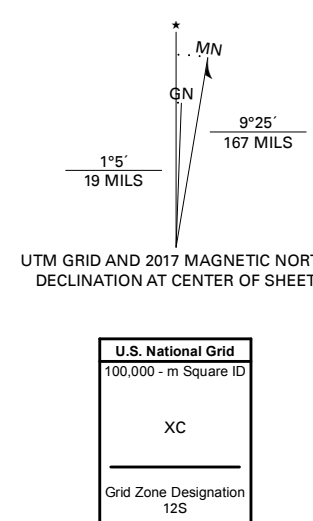 ★
MN
GN
9°25´
167 MILS
1°5´
19 MILS
UTM GRID AND 2017 MAGNETIC NORT
DECLINATION AT CENTER OF SHEET
U.S. National Grid
100,000 - m Square ID
XC
Grid Zone Designation
12S